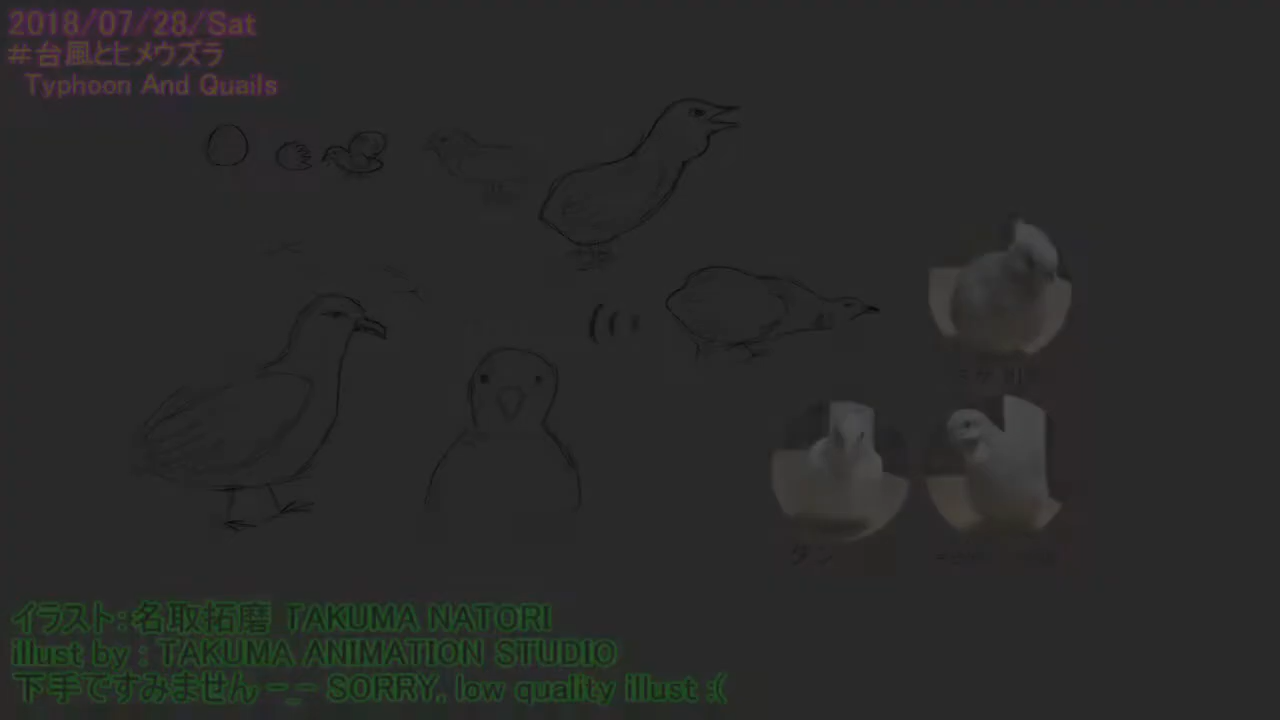 2018/07/28/Sat
#台風とヒメウズラ
Typhoon And Quails
イラスト:名取拓磨 TAKUMA NATORI
illust by : TAKUMA ANIMATION STUDIO
下手ですみません -_- SORRY, low quality illust :(